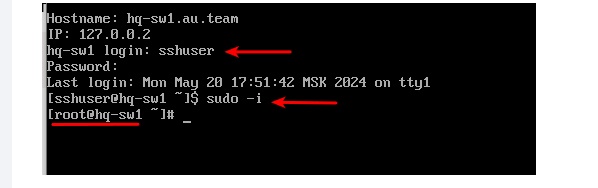 Hostname: hq-sw1.au.team
IP: 127.0.0.2
hq-sw1 login: sshuser
Password:
Last login: Mon May 20 17:51:42 MSK 2024 on tty1
[sshuser@hq-sw1 ~]$ sudo -i
[root@hq-sw1 ~]# _